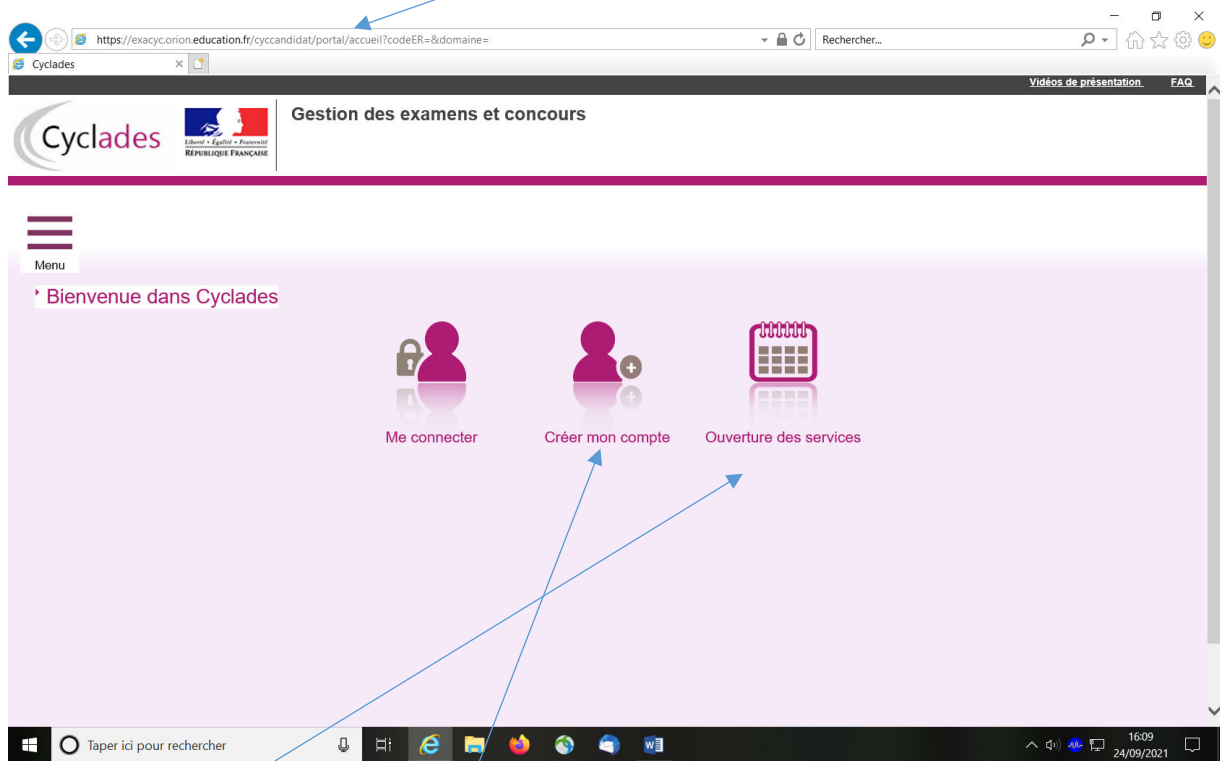 https://exacyc.orion.education.fr/cyccandidat/portal/accueil?codeER=&domaine=
Rechercher...
Cyclades
Vidéos de présentation FAQ
Cyclades
Liberté • Égalité • Fraternité
RÉPUBLIQUE FRANÇAISE
Gestion des examens et concours
Menu
Bienvenue dans Cyclades
Me connecter
Créer mon compte
Ouverture des services
Taper ici pour rechercher
16:09
24/09/2021